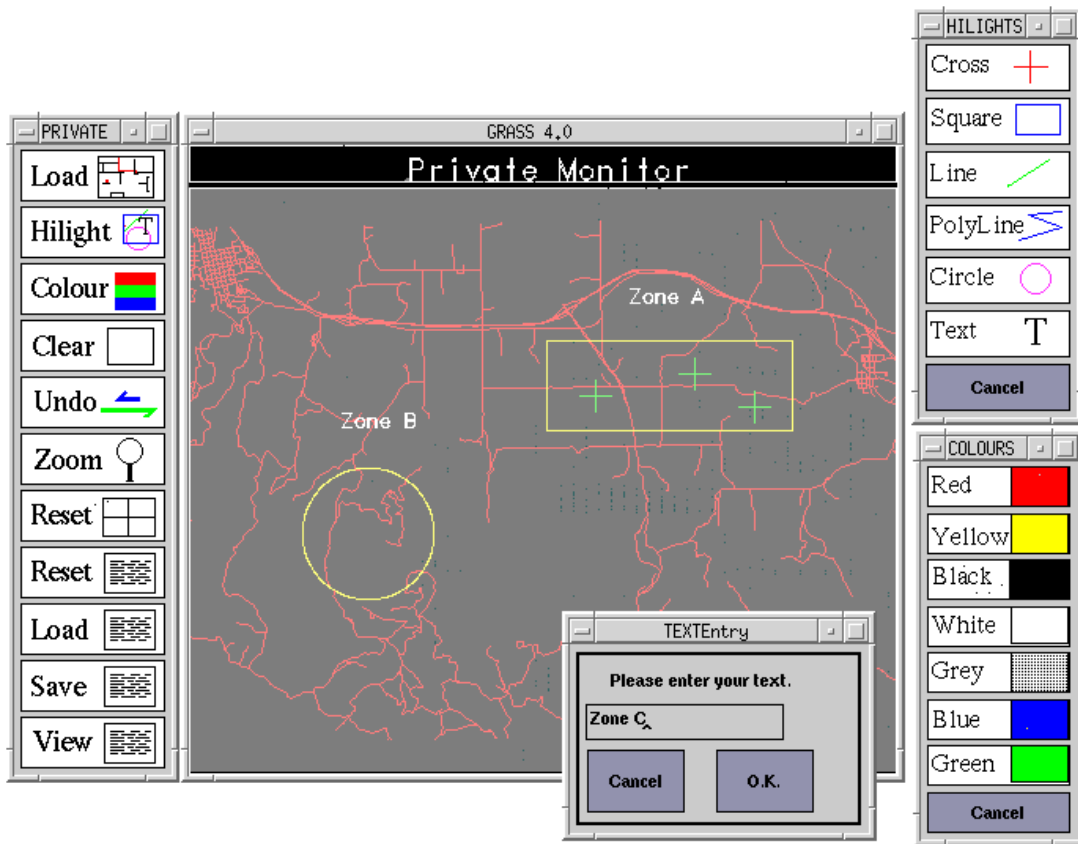 PRIVATE
Load
Hilight T
Colour
Clear
Undo
Zoom
Reset
Reset
Load
Save
View
GRASS 4.0
Private Monitor
Zone A
Zone B
TEXTEntry
Please enter your text.
Zone C
Cancel O.K.
HILIGHTS
Cross
Square
Line
PolyLine
Circle
Text T
Cancel
COLOURS
Red
Yellow
Black
White
Grey
Blue
Green
Cancel